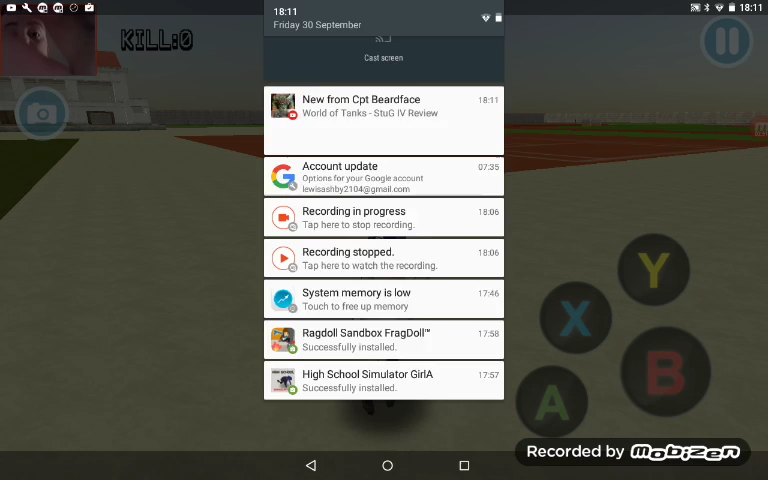 18:11
18:11
Friday 30 September
KILL:0
Cast screen
New from Cpt Beardface
18:11
World of Tanks - StuG IV Review
Account update
07:35
Options for your Google account
lewisashby2104@gmail.com
Recording in progress
18:06
Tap here to stop recording.
Recording stopped.
18:06
Tap here to watch the recording.
System memory is low
17:46
Touch to free up memory
Ragdoll Sandbox FragDoll™
17:58
Successfully installed.
High School Simulator GirlA
17:57
Successfully installed.
Y
X
B
A
Recorded by mobizen